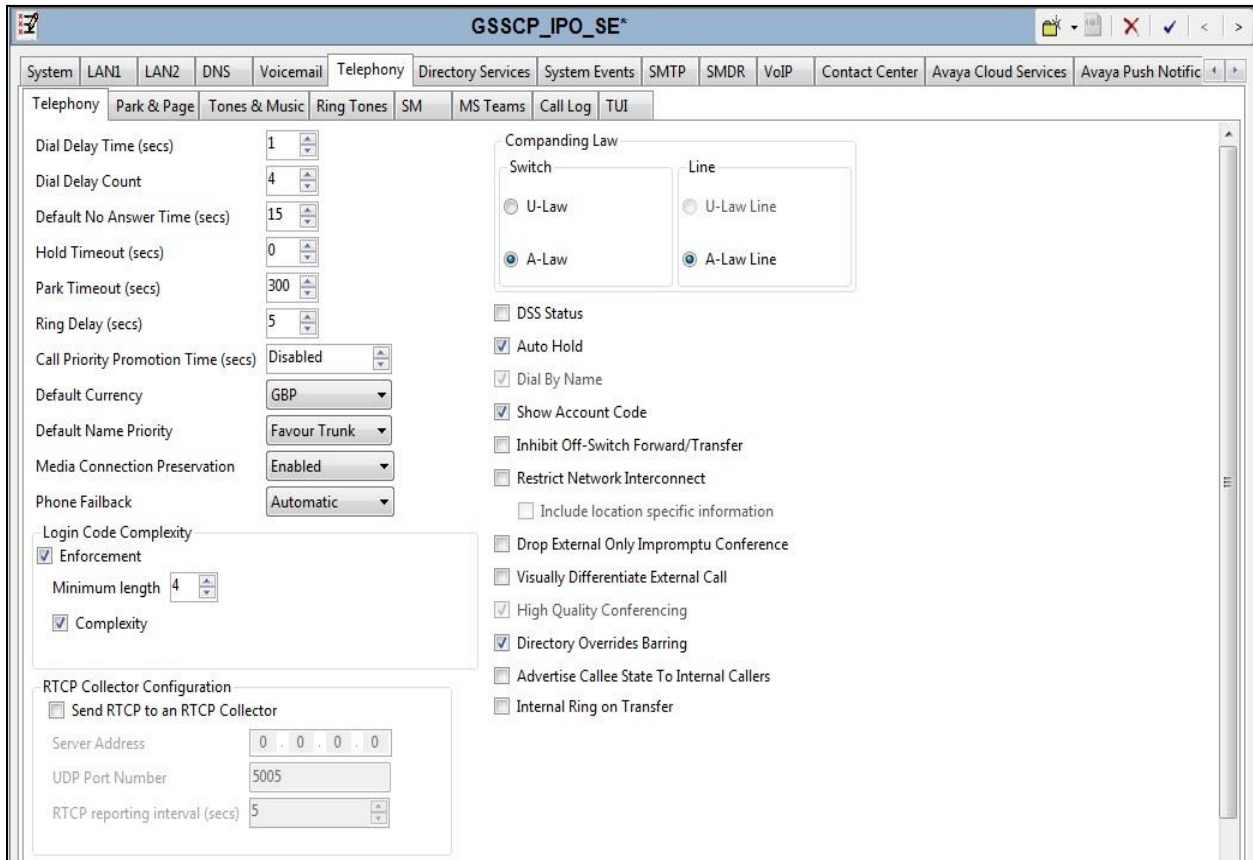 GSSCP_IPO_SE*
System LAN1 LAN2 DNS Voicemail Telephony Directory Services System Events SMTP SMDR VoIP Contact Center Avaya Cloud Services Avaya Push Notific
Telephony Park & Page Tones & Music Ring Tones SM MS Teams Call Log TUI
Dial Delay Time (secs) 1
Dial Delay Count 4
Default No Answer Time (secs) 15
Hold Timeout (secs) 0
Park Timeout (secs) 300
Ring Delay (secs) 5
Call Priority Promotion Time (secs) Disabled
Default Currency GBP
Default Name Priority Favour Trunk
Media Connection Preservation Enabled
Phone Failback Automatic
Login Code Complexity
Enforcement
Minimum length 4
Complexity
RTCP Collector Configuration
Send RTCP to an RTCP Collector
Server Address 0 . 0 . 0 . 0
UDP Port Number 5005
RTCP reporting interval (secs) 5
Companding Law
Switch Line
U-Law U-Law Line
A-Law A-Law Line
DSS Status
Auto Hold
Dial By Name
Show Account Code
Inhibit Off-Switch Forward/Transfer
Restrict Network Interconnect
Include location specific information
Drop External Only Impromptu Conference
Visually Differentiate External Call
High Quality Conferencing
Directory Overrides Barring
Advertise Callee State To Internal Callers
Internal Ring on Transfer